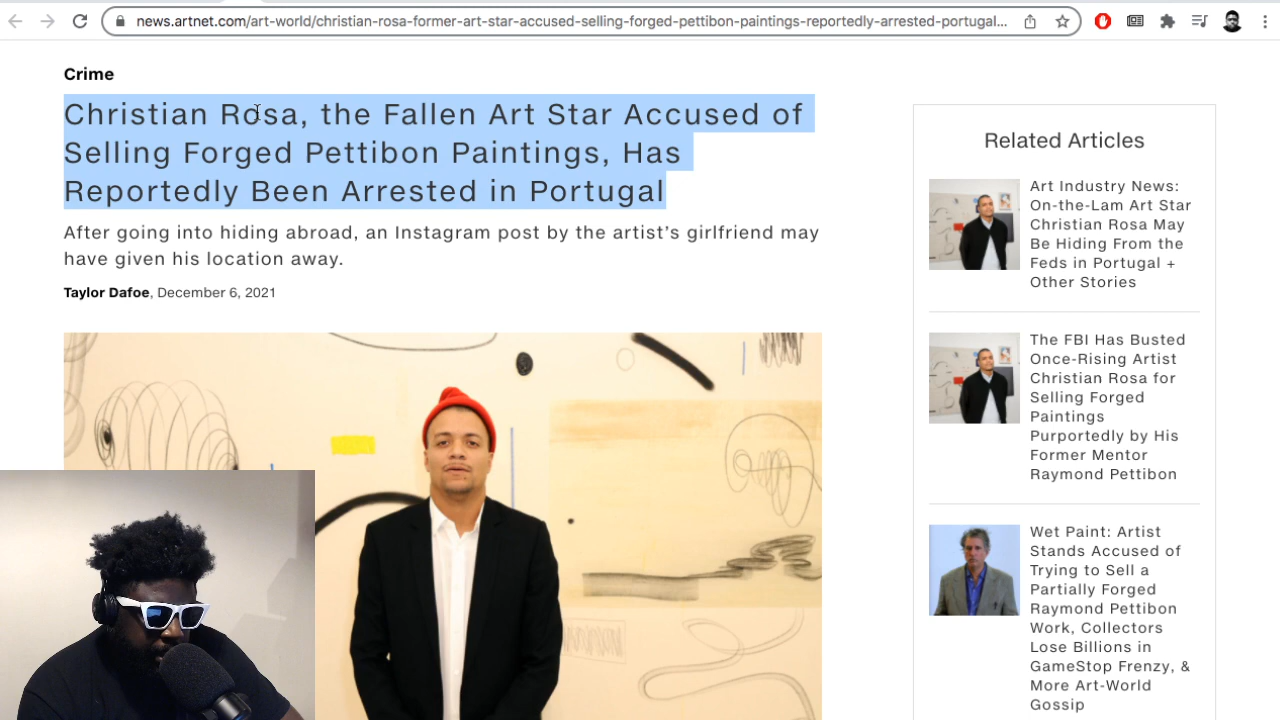 news.artnet.com/art-world/christian-rosa-former-art-star-accused-selling-forged-pettibon-paintings-reportedly-arrested-portugal...
Crime
Christian Rosa, the Fallen Art Star Accused of
Selling Forged Pettibon Paintings, Has
Reportedly Been Arrested in Portugal
After going into hiding abroad, an Instagram post by the artist's girlfriend may
have given his location away.
Taylor Dafoe, December 6, 2021
Related Articles
Art Industry News:
On-the-Lam Art Star
Christian Rosa May
Be Hiding From the
Feds in Portugal +
Other Stories
The FBI Has Busted
Once-Rising Artist
Christian Rosa for
Selling Forged
Paintings
Purportedly by His
Former Mentor
Raymond Pettibon
Wet Paint: Artist
Stands Accused of
Trying to Sell a
Partially Forged
Raymond Pettibon
Work, Collectors
Lose Billions in
GameStop Frenzy, &
More Art-World
Gossip